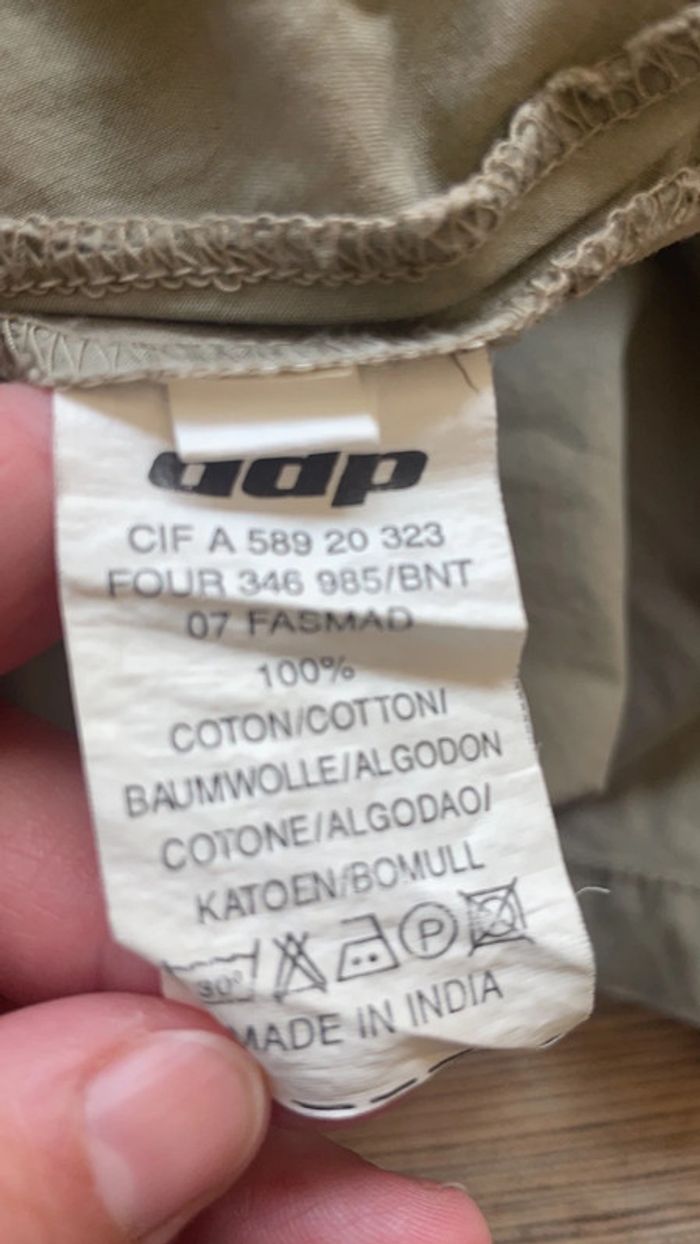 ddp
CIF A 589 20 323
FOUR 346 985/BNT
07 FASMAD
100%
COTON/COTTON/
BAUMWOLLE/ALGODON
COTONE/ALGODAO/
KATOEN/BOMULL
30° P
MADE IN INDIA